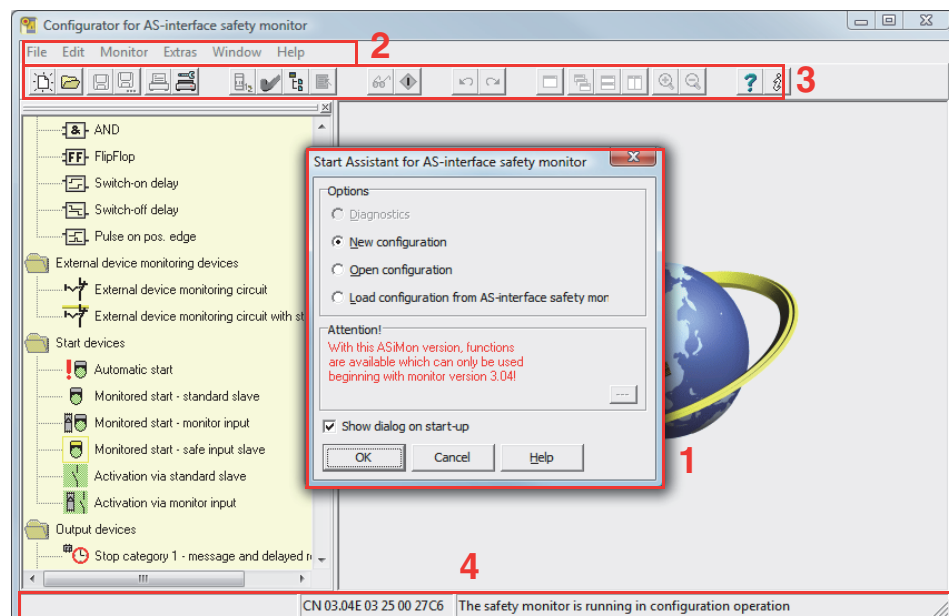 Configurator for AS-interface safety monitor
File Edit Monitor Extras Window Help
2
3
AND
FlipFlop
Switch-on delay
Switch-off delay
Pulse on pos. edge
External device monitoring devices
External device monitoring circuit
External device monitoring circuit with st
Start devices
Automatic start
Monitored start - standard slave
Monitored start - monitor input
Monitored start - safe input slave
Activation via standard slave
Activation via monitor input
Output devices
Stop category 1 - message and delayed r
Start Assistant for AS-interface safety monitor
Options
Diagnostics
New configuration
Open configuration
Load configuration from AS-interface safety mor
Attention!
With this ASiMon version, functions
are available which can only be used
beginning with monitor version 3.04!
---
Show dialog on start-up
OK Cancel Help
1
4
CN 03.04E 03 25 00 27C6 The safety monitor is running in configuration operation